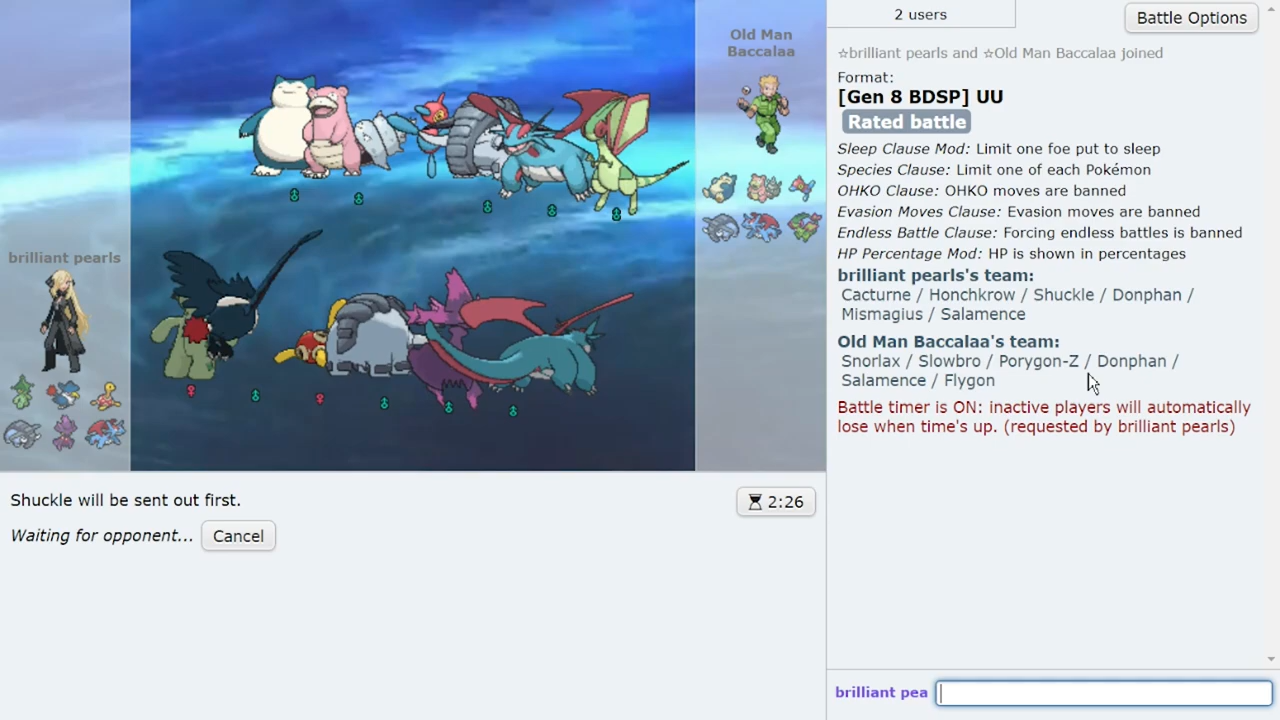 2 users
Battle Options
Old Man
Baccalaa
brilliant pearls
☆brilliant pearls and ☆Old Man Baccalaa joined
Format:
[Gen 8 BDSP] UU
Rated battle
Sleep Clause Mod: Limit one foe put to sleep
Species Clause: Limit one of each Pokémon
OHKO Clause: OHKO moves are banned
Evasion Moves Clause: Evasion moves are banned
Endless Battle Clause: Forcing endless battles is banned
HP Percentage Mod: HP is shown in percentages
brilliant pearls's team:
Cacturne / Honchkrow / Shuckle / Donphan /
Mismagius / Salamence
Old Man Baccalaa's team:
Snorlax / Slowbro / Porygon-Z / Donphan /
Salamence / Flygon
Battle timer is ON: inactive players will automatically
lose when time's up. (requested by brilliant pearls)
Shuckle will be sent out first.
2:26
Waiting for opponent...
Cancel
brilliant pea